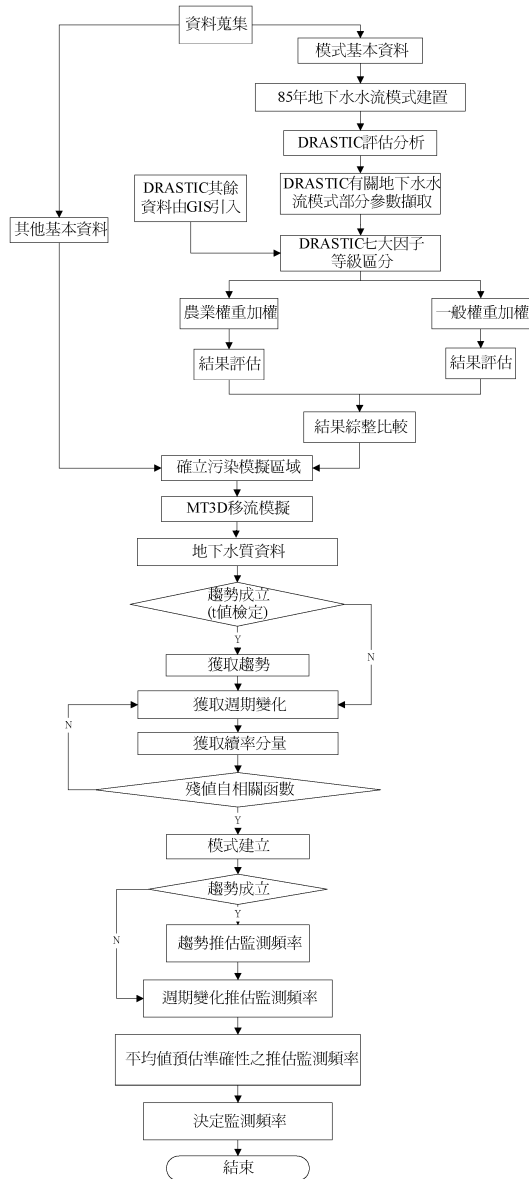 資料蒐集
模式基本資料
85年地下水水流模式建置
DRASTIC評估分析
DRASTIC其餘
資料由GIS引入
DRASTIC有關地下水水
流模式部分參數擷取
其他基本資料
DRASTIC七大因子
等級區分
農業權重加權
一般權重加權
結果評估
結果評估
結果綜整比較
確立污染模擬區域
MT3D移流模擬
地下水質資料
趨勢成立
(t值檢定)
Y
N
獲取趨勢
獲取週期變化
N
獲取續率分量
殘值自相關函數
Y
模式建立
趨勢成立
Y
N
趨勢推估監測頻率
週期變化推估監測頻率
平均值預估準確性之推估監測頻率
決定監測頻率
結束